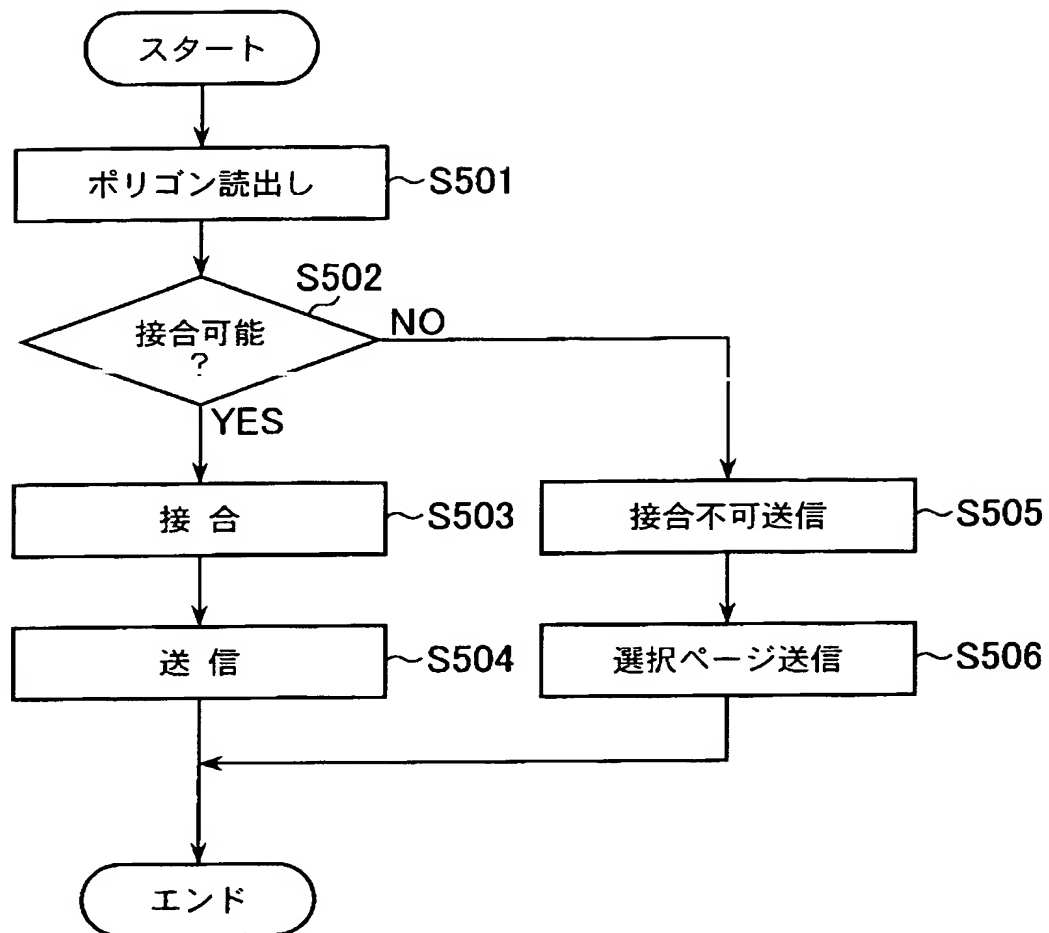 スタート
ポリゴン読出し
S501
S502
接合可能
?
NO
YES
接 合
S503
接合不可送信
S505
送 信
S504
選択ページ送信
S506
エンド